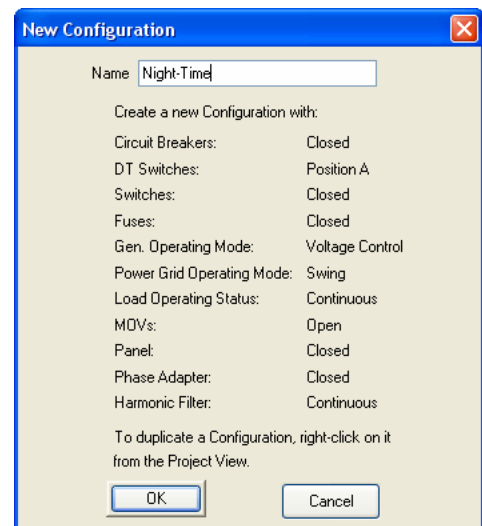 New Configuration
Name Night-Time
Create a new Configuration with:
Circuit Breakers: Closed
DT Switches: Position A
Switches: Closed
Fuses: Closed
Gen. Operating Mode: Voltage Control
Power Grid Operating Mode: Swing
Load Operating Status: Continuous
MOVs: Open
Panel: Closed
Phase Adapter: Closed
Harmonic Filter: Continuous
To duplicate a Configuration, right-click on it
from the Project View.
OK Cancel